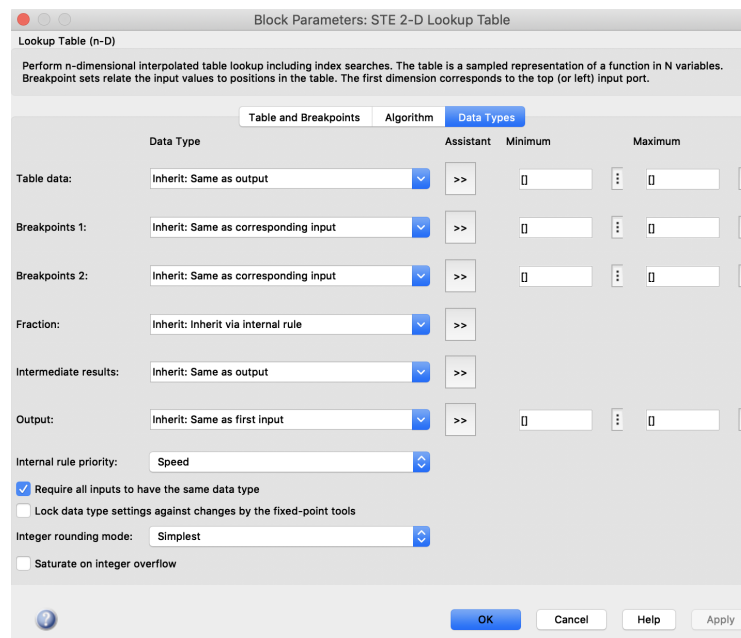 Block Parameters: STE 2-D Lookup Table
Lookup Table (n-D)
Perform n-dimensional interpolated table lookup including index searches. The table is a sampled representation of a function in N variables.
Breakpoint sets relate the input values to positions in the table. The first dimension corresponds to the top (or left) input port.
Table and Breakpoints Algorithm Data Types
Data Type Assistant Minimum Maximum
Table data: Inherit: Same as output >> [] []
Breakpoints 1: Inherit: Same as corresponding input >> [] []
Breakpoints 2: Inherit: Same as corresponding input >> [] []
Fraction: Inherit: Inherit via internal rule >>
Intermediate results: Inherit: Same as output >>
Output: Inherit: Same as first input >> [] []
Internal rule priority: Speed
Require all inputs to have the same data type
Lock data type settings against changes by the fixed-point tools
Integer rounding mode: Simplest
Saturate on integer overflow
? OK Cancel Help Apply